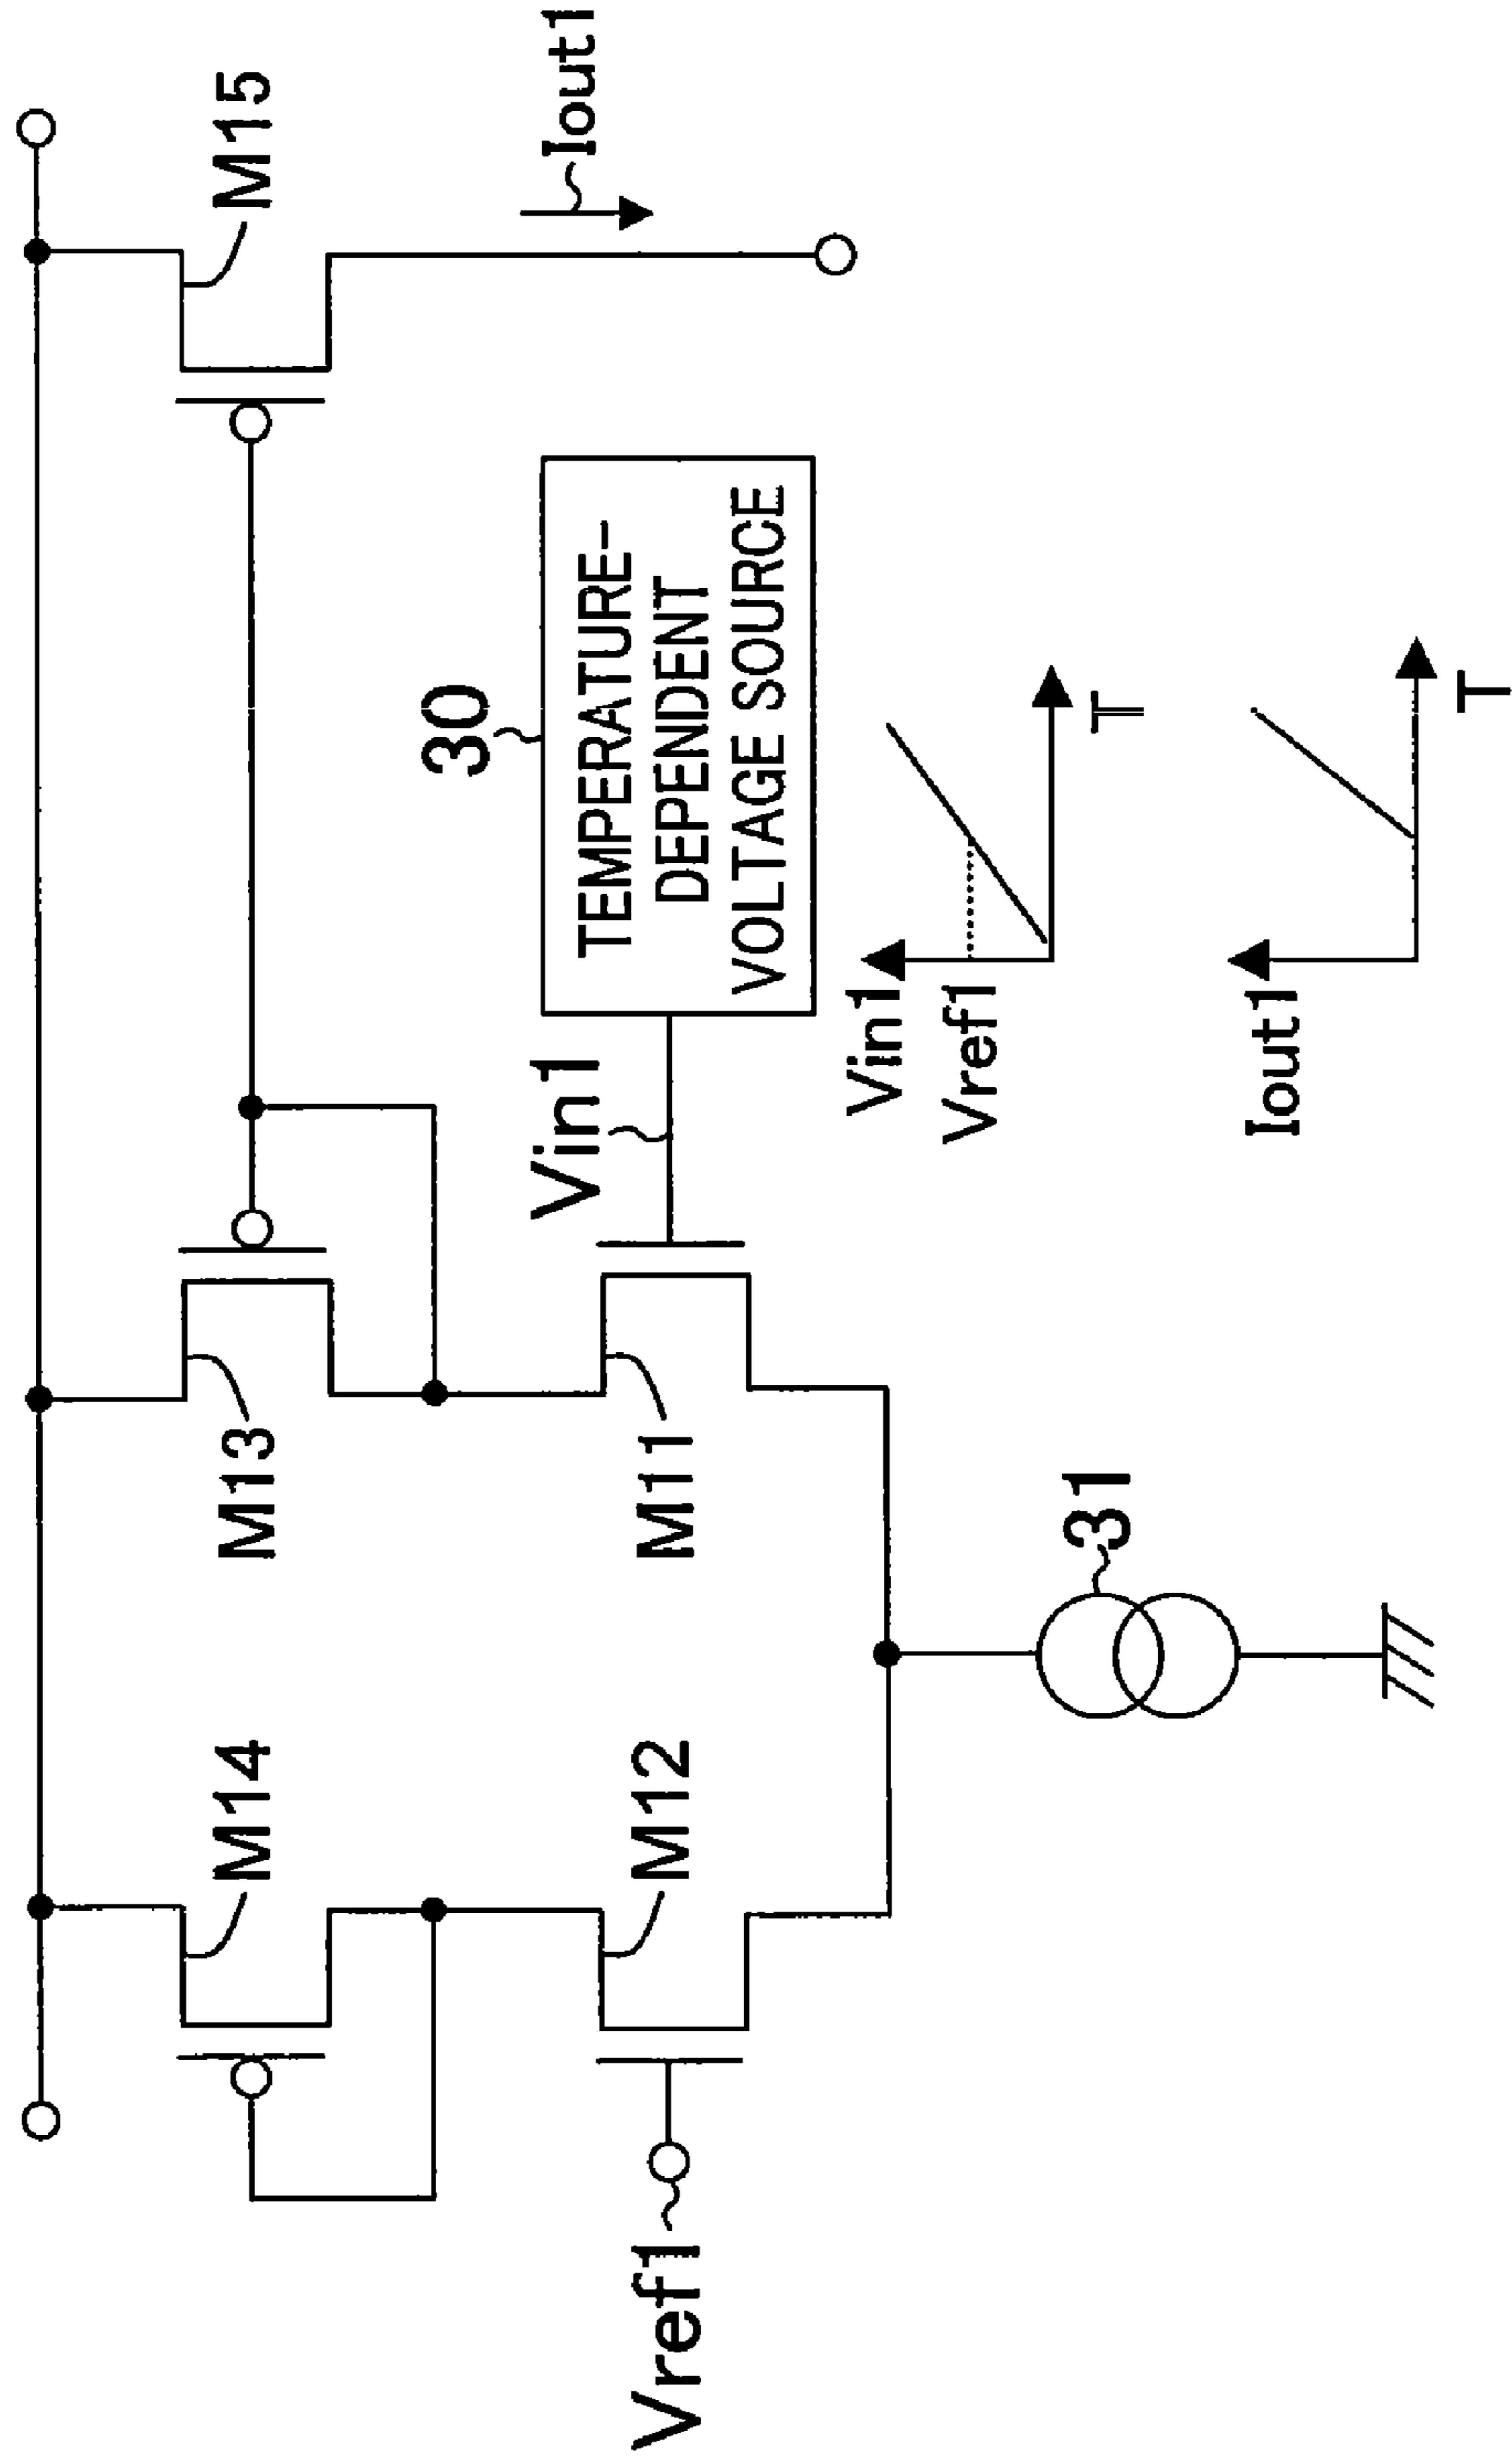 M14
M13
M15
30
Iout1
TEMPERATURE-
DEPENDENT
VOLTAGE SOURCE
Vin1
Vref1
M12
M11
31
Vin1
Vref1
T
Iout1
T